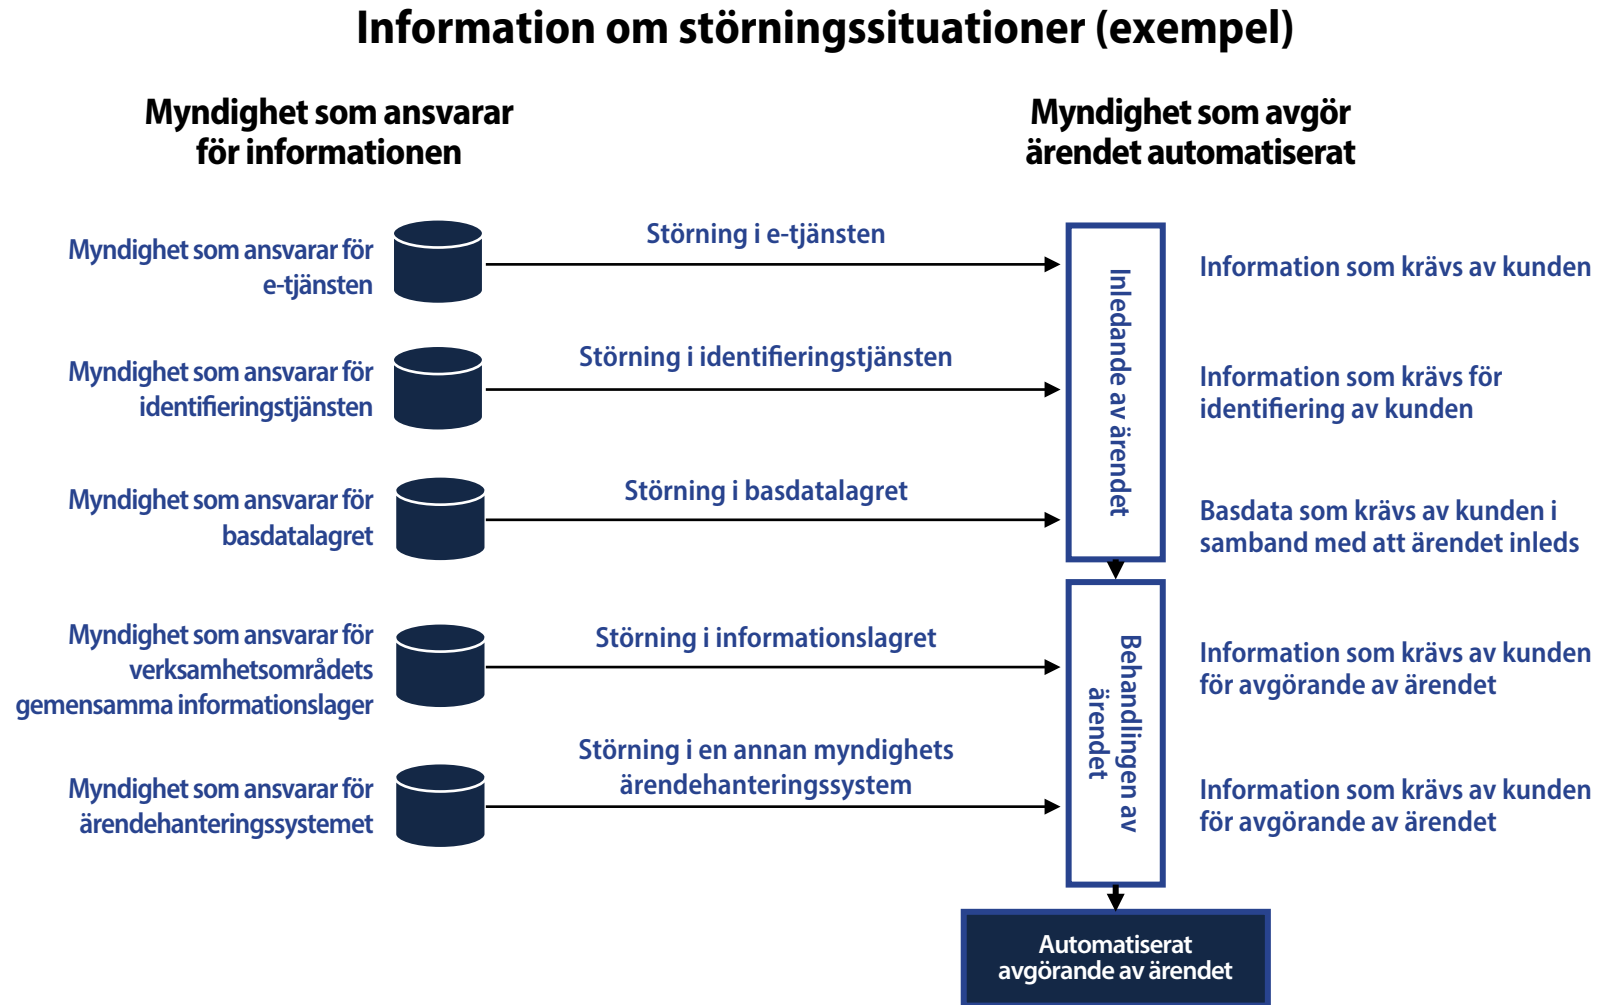 Information om störningssituationer (exempel)
Myndighet som ansvarar
för informationen
Myndighet som avgör
ärendet automatiserat
Myndighet som ansvarar för
e-tjänsten
Störning i e-tjänsten
Information som krävs av kunden
Myndighet som ansvarar för
identifieringstjänsten
Störning i identifieringstjänsten
Information som krävs för
identifiering av kunden
Myndighet som ansvarar för
basdatalagret
Störning i basdatalagret
Basdata som krävs av kunden i
samband med att ärendet inleds
Inledande av ärendet
Myndighet som ansvarar för
verksamhetsområdets
gemensamma informationslager
Störning i informationslagret
Information som krävs av kunden
för avgörande av ärendet
Myndighet som ansvarar för
ärendehanteringssystemet
Störning i en annan myndighets
ärendehanteringssystem
Information som krävs av kunden
för avgörande av ärendet
Behandlingen av
ärendet
Automatiserat
avgörande av ärendet